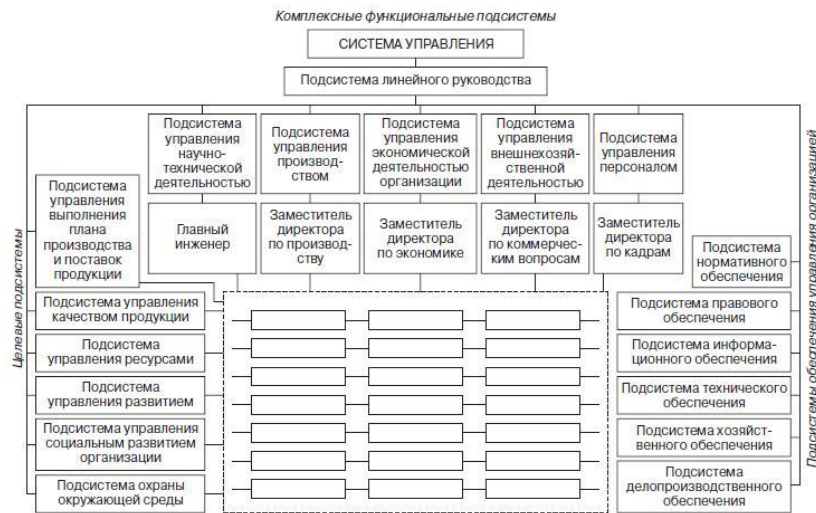 Комплексные функциональные подсистемы
СИСТЕМА УПРАВЛЕНИЯ
Подсистема линейного руководства
Подсистема
управления
научно-
технической
деятельностью
Подсистема
управления
производ-
ством
Подсистема
управления
экономической
деятельностью
организации
Подсистема
управления
внешнехозяй-
ственной
деятельностью
Подсистема
управления
персоналом
Подсистема
управления
выполнения
плана
производства
и поставок
продукции
Главный
инженер
Заместитель
директора
по производ-
ству
Заместитель
директора
по экономике
Заместитель
директора
по коммерчес-
ким вопросам
Заместитель
директора
по кадрам
Подсистема
нормативного
обеспечения
Целевые подсистемы
Подсистема управления
качеством продукции
Подсистема
управления ресурсами
Подсистема
управления развитием
Подсистема управления
социальным развитием
организации
Подсистема охраны
окружающей среды
Подсистема правового
обеспечения
Подсистема информа-
ционного обеспечения
Подсистема технического
обеспечения
Подсистема хозяйст-
венного обеспечения
Подсистема
делопроизводственного
обеспечения
Подсистемы обеспечения управления организацией